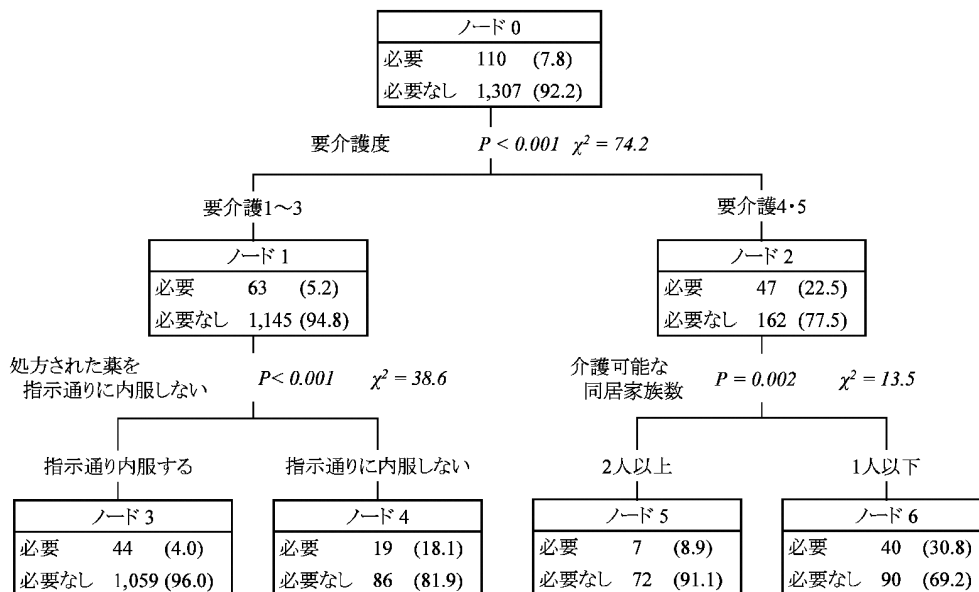 ノード 0
必要 110 (7.8)
必要なし 1,307 (92.2)
要介護度 P < 0.001 χ² = 74.2
要介護1～3
要介護4・5
ノード 1
必要 63 (5.2)
必要なし 1,145 (94.8)
ノード 2
必要 47 (22.5)
必要なし 162 (77.5)
処方された薬を
指示通りに内服しない
P< 0.001 χ² = 38.6
介護可能な
同居家族数
P = 0.002 χ² = 13.5
指示通り内服する
指示通りに内服しない
2人以上
1人以下
ノード 3
必要 44 (4.0)
必要なし 1,059 (96.0)
ノード 4
必要 19 (18.1)
必要なし 86 (81.9)
ノード 5
必要 7 (8.9)
必要なし 72 (91.1)
ノード 6
必要 40 (30.8)
必要なし 90 (69.2)